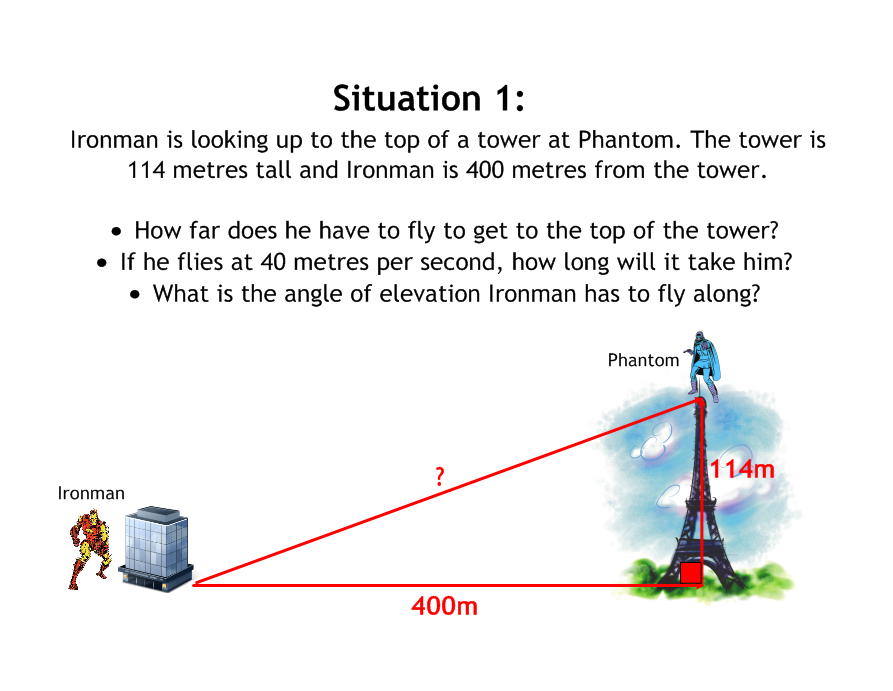 Situation 1:
Ironman is looking up to the top of a tower at Phantom. The tower is
114 metres tall and Ironman is 400 metres from the tower.
• How far does he have to fly to get to the top of the tower?
• If he flies at 40 metres per second, how long will it take him?
• What is the angle of elevation Ironman has to fly along?
Phantom
114m
?
Ironman
400m